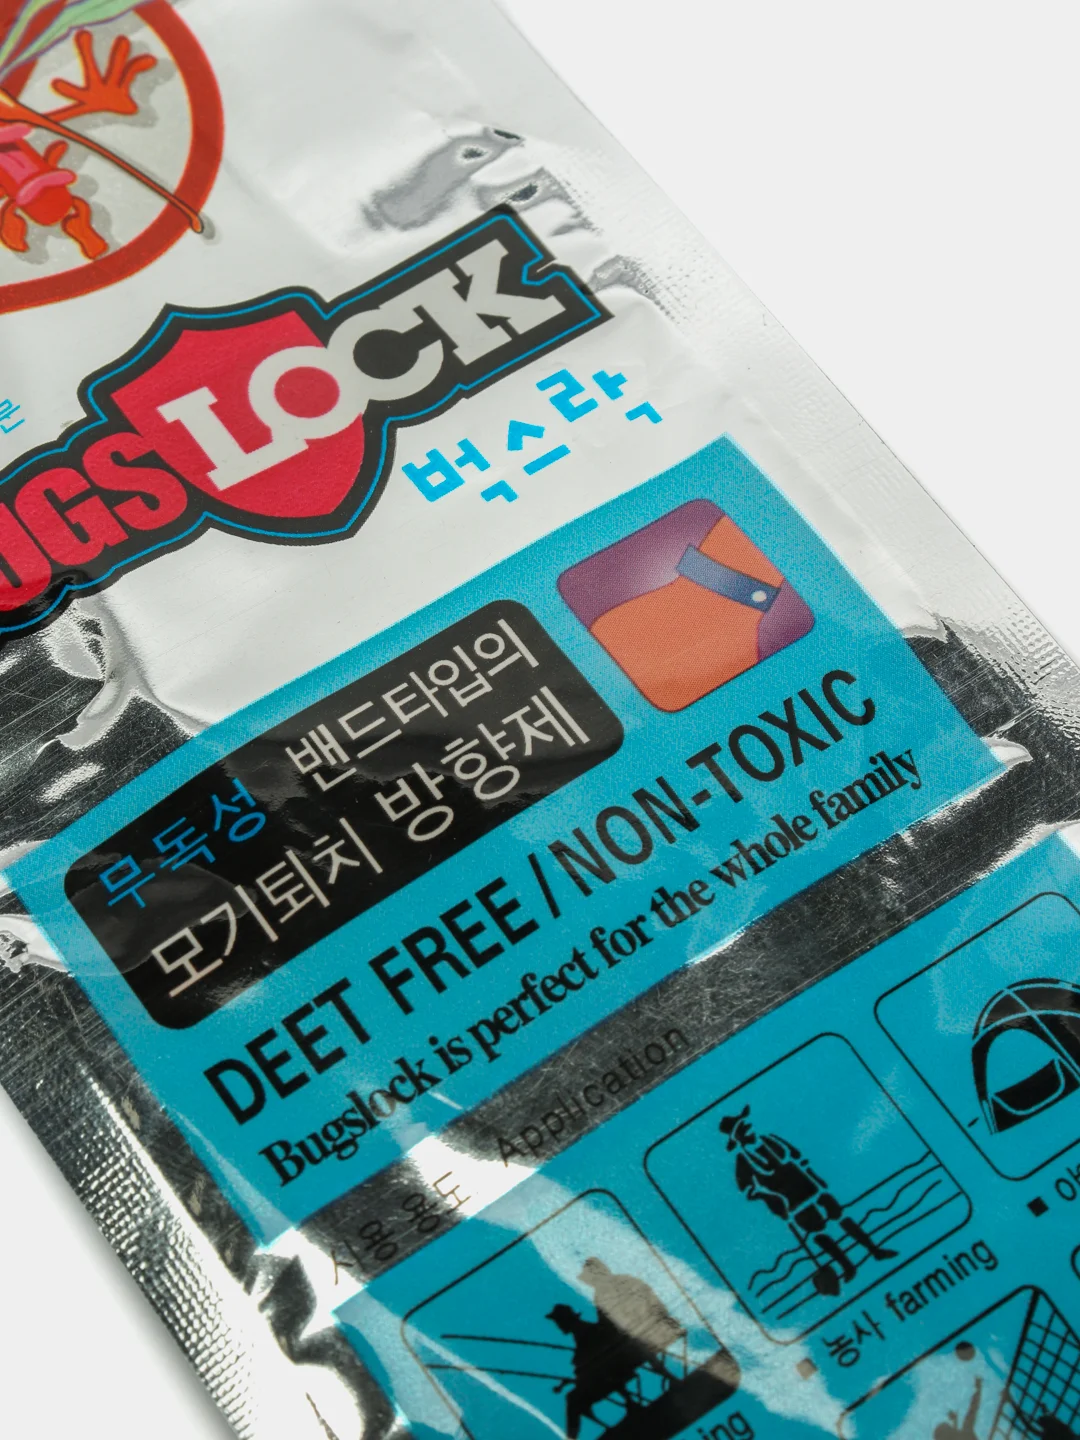 UGS LOCK
벅스락
무독성 밴드타입의
모기퇴치 방향제
DEET FREE / NON-TOXIC
Bugslock is perfect for the whole family
사용 용도 Application
농사 farming